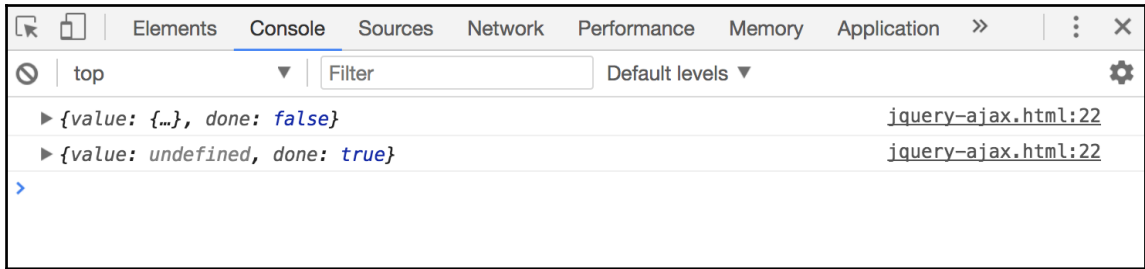 Elements Console Sources Network Performance Memory Application »
top ▼ Filter Default levels ▼
▶ {value: {…}, done: false} jquery-ajax.html:22
▶ {value: undefined, done: true} jquery-ajax.html:22
>